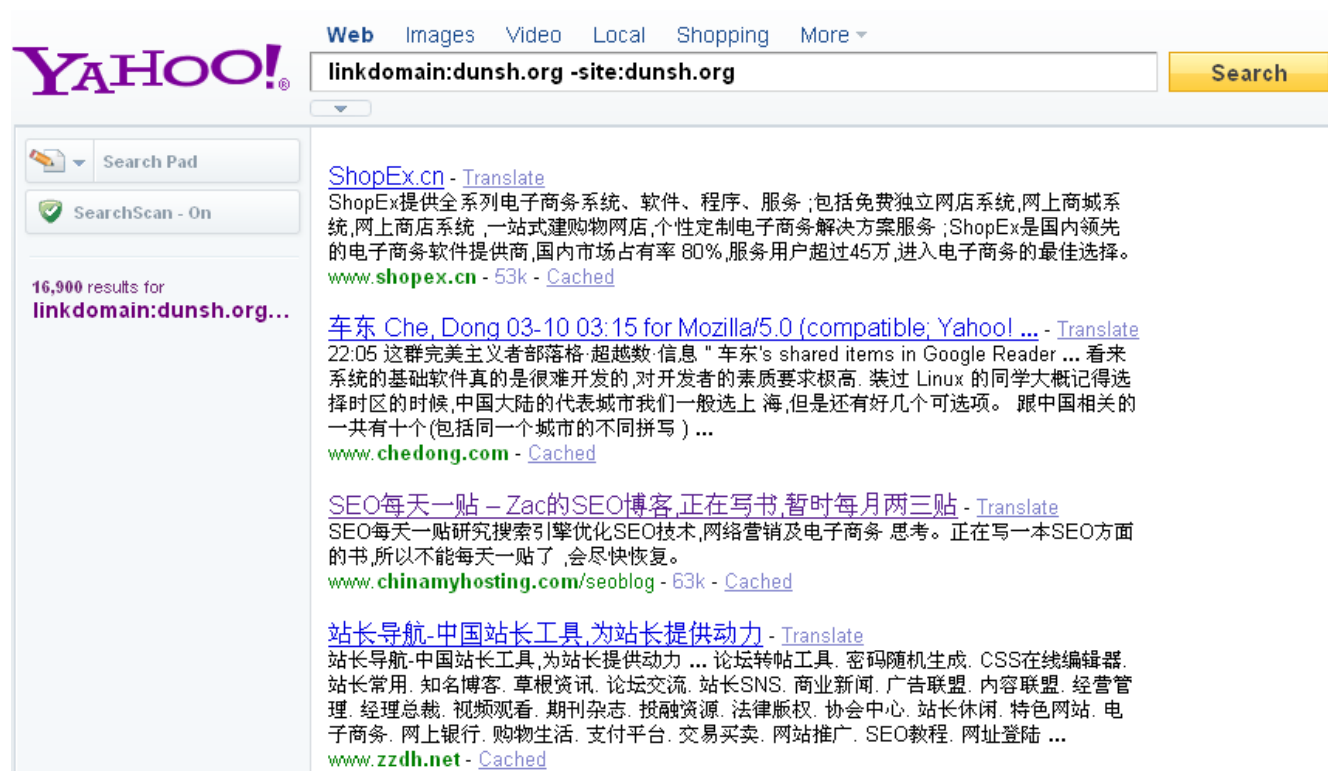 Web Images Video Local Shopping More
YAHOO!®
linkdomain:dunsh.org -site:dunsh.org
Search
Search Pad
SearchScan - On
16,900 results for
linkdomain:dunsh.org...
ShopEx.cn - Translate
ShopEx提供全系列电子商务系统、软件、程序、服务 ;包括免费独立网店系统,网上商城系
统,网上商店系统 ,一站式建购物网店,个性定制电子商务解决方案服务 ;ShopEx是国内领先
的电子商务软件提供商,国内市场占有率 80%,服务用户超过45万,进入电子商务的最佳选择。
www.shopex.cn - 53k - Cached
车东 Che, Dong 03-10 03:15 for Mozilla/5.0 (compatible; Yahoo! ... - Translate
22:05 这群完美主义者部落格·超越数·信息 " 车东's shared items in Google Reader ... 看来
系统的基础软件真的是很难开发的,对开发者的素质要求极高. 装过 Linux 的同学大概记得选
择时区的时候,中国大陆的代表城市我们一般选上 海,但是还有好几个可选项。 跟中国相关的
一共有十个(包括同一个城市的不同拼写 ) ...
www.chedong.com - Cached
SEO每天一贴 – Zac的SEO博客,正在写书,暂时每月两三贴 - Translate
SEO每天一贴研究搜索引擎优化SEO技术,网络营销及电子商务 思考。正在写一本SEO方面
的书,所以不能每天一贴了 ,会尽快恢复。
www.chinamyhosting.com/seoblog - 63k - Cached
站长导航-中国站长工具,为站长提供动力 - Translate
站长导航-中国站长工具,为站长提供动力 ... 论坛转帖工具. 密码随机生成. CSS在线编辑器.
站长常用. 知名博客. 草根资讯. 论坛交流. 站长SNS. 商业新闻. 广告联盟. 内容联盟. 经营管
理. 经理总裁. 视频观看. 期刊杂志. 投融资源. 法律版权. 协会中心. 站长休闲. 特色网站. 电
子商务. 网上银行. 购物生活. 支付平台. 交易买卖. 网站推广. SEO教程. 网址登陆 ...
www.zzdh.net - Cached